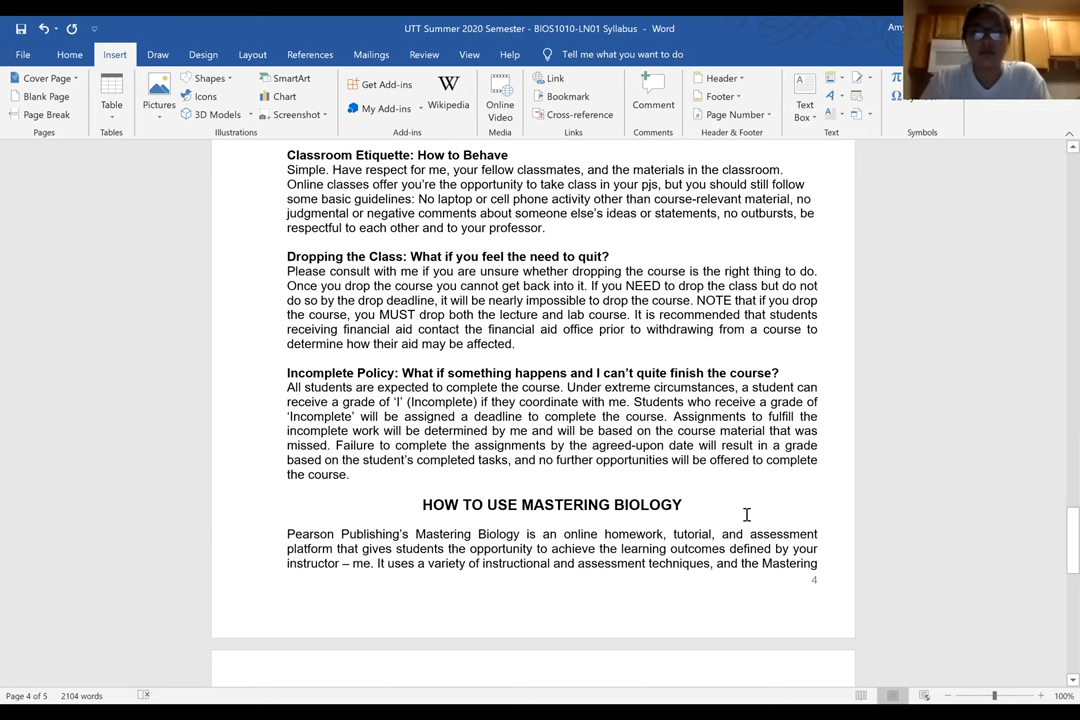 UTT Summer 2020 Semester - BIOS1010-LN01 Syllabus - Word
File Home Insert Draw Design Layout References Mailings Review View Help Tell me what you want to do
Cover Page
Blank Page
Page Break
Pages
Table
Tables
Pictures
Shapes
Icons
3D Models
SmartArt
Chart
Screenshot
Illustrations
Get Add-ins
My Add-ins
W
Wikipedia
Add-ins
Online
Video
Media
Link
Bookmark
Cross-reference
Links
Comment
Comments
Header
Footer
Page Number
Header & Footer
Text
Box
Text
Symbols
Classroom Etiquette: How to Behave
Simple. Have respect for me, your fellow classmates, and the materials in the classroom.
Online classes offer you're the opportunity to take class in your pjs, but you should still follow
some basic guidelines: No laptop or cell phone activity other than course-relevant material, no
judgmental or negative comments about someone else's ideas or statements, no outbursts, be
respectful to each other and to your professor.
Dropping the Class: What if you feel the need to quit?
Please consult with me if you are unsure whether dropping the course is the right thing to do.
Once you drop the course you cannot get back into it. If you NEED to drop the class but do not
do so by the drop deadline, it will be nearly impossible to drop the course. NOTE that if you drop
the course, you MUST drop both the lecture and lab course. It is recommended that students
receiving financial aid contact the financial aid office prior to withdrawing from a course to
determine how their aid may be affected.
Incomplete Policy: What if something happens and I can't quite finish the course?
All students are expected to complete the course. Under extreme circumstances, a student can
receive a grade of 'I' (Incomplete) if they coordinate with me. Students who receive a grade of
'Incomplete' will be assigned a deadline to complete the course. Assignments to fulfill the
incomplete work will be determined by me and will be based on the course material that was
missed. Failure to complete the assignments by the agreed-upon date will result in a grade
based on the student's completed tasks, and no further opportunities will be offered to complete
the course.
HOW TO USE MASTERING BIOLOGY
Pearson Publishing's Mastering Biology is an online homework, tutorial, and assessment
platform that gives students the opportunity to achieve the learning outcomes defined by your
instructor – me. It uses a variety of instructional and assessment techniques, and the Mastering
4
Page 4 of 5 2104 words
100%